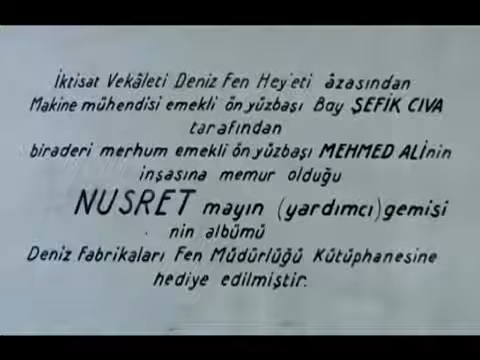 İktisat Vekâleti Deniz Fen Hey'eti âzasından
Makine mühendisi emekli ön yüzbaşı Bay ŞEFİK CIVA
tarafından
biraderi merhum emekli ön yüzbaşı MEHMED ALİnin
inşasına memur olduğu
NUSRET mayın (yardımcı) gemisi
nin albümü
Deniz Fabrikaları Fen Müdürlüğü Kütüphanesine
hediye edilmiştir.